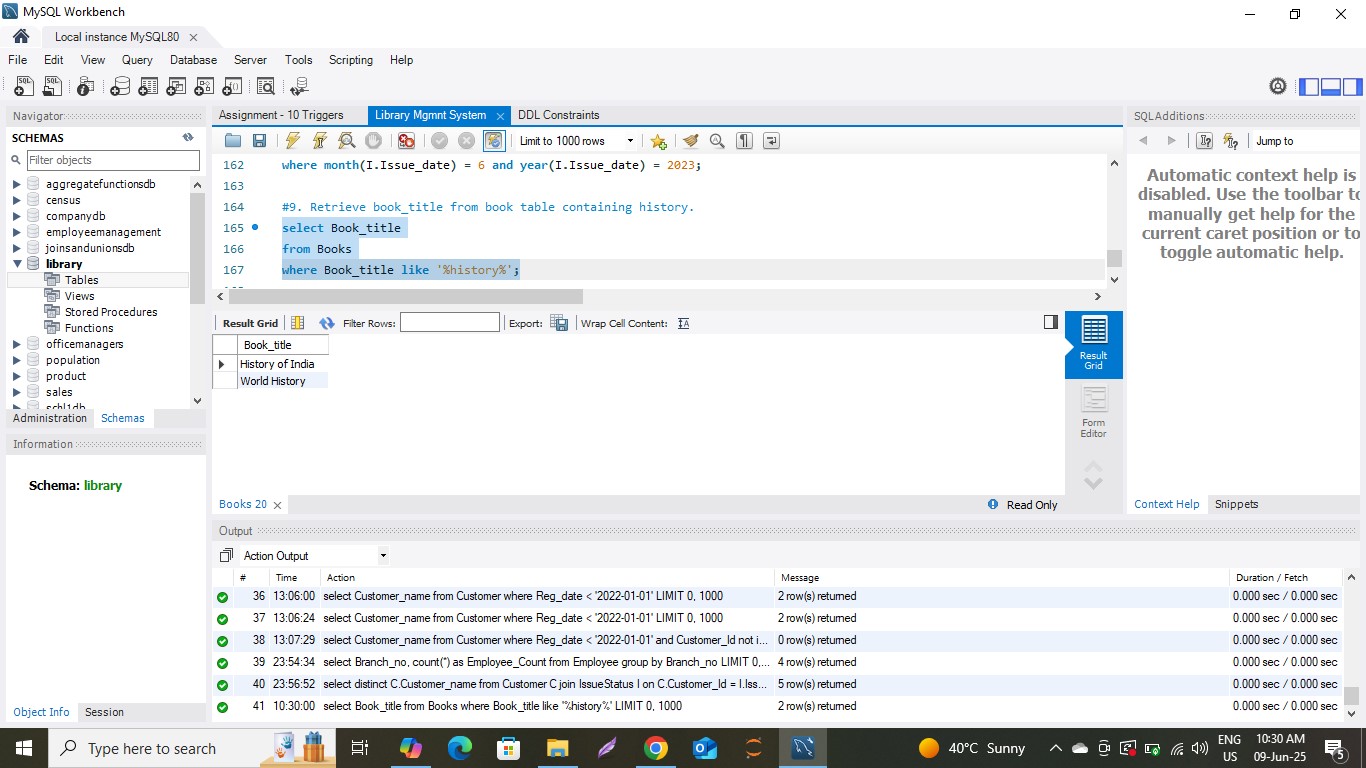 MySQL Workbench
Local instance MySQL80
File Edit View Query Database Server Tools Scripting Help
Navigator
SCHEMAS
Filter objects
aggregatefunctionsdb
census
companydb
employeemanagement
joinsandunionsdb
library
Tables
Views
Stored Procedures
Functions
officemanagers
population
product
sales
schl1db
Administration Schemas
Information
Schema: library
Object Info Session
Assignment - 10 Triggers Library Mgmnt System DDL Constraints
Limit to 1000 rows
162 where month(I.Issue_date) = 6 and year(I.Issue_date) = 2023;
163
164 #9. Retrieve book_title from book table containing history.
165 select Book_title
166 from Books
167 where Book_title like '%history%';
Result Grid Filter Rows: Export: Wrap Cell Content:
Book_title
History of India
World History
Result Grid
Form Editor
Books 20 Read Only
SQLAdditions
Jump to
Automatic context help is
disabled. Use the toolbar to
manually get help for the
current caret position or to
toggle automatic help.
Context Help Snippets
Output
Action Output
# Time Action Message Duration / Fetch
36 13:06:00 select Customer_name from Customer where Reg_date < '2022-01-01' LIMIT 0, 1000 2 row(s) returned 0.000 sec / 0.000 sec
37 13:06:24 select Customer_name from Customer where Reg_date < '2022-01-01' LIMIT 0, 1000 2 row(s) returned 0.000 sec / 0.000 sec
38 13:07:29 select Customer_name from Customer where Reg_date < '2022-01-01' and Customer_Id not i... 0 row(s) returned 0.000 sec / 0.000 sec
39 23:54:34 select Branch_no, count(*) as Employee_Count from Employee group by Branch_no LIMIT 0,... 4 row(s) returned 0.000 sec / 0.000 sec
40 23:56:52 select distinct C.Customer_name from Customer C join IssueStatus I on C.Customer_Id = I.Iss... 5 row(s) returned 0.000 sec / 0.000 sec
41 10:30:00 select Book_title from Books where Book_title like '%history%' LIMIT 0, 1000 2 row(s) returned 0.000 sec / 0.000 sec
Type here to search
40°C Sunny
ENG
US
10:30 AM
09-Jun-25
5